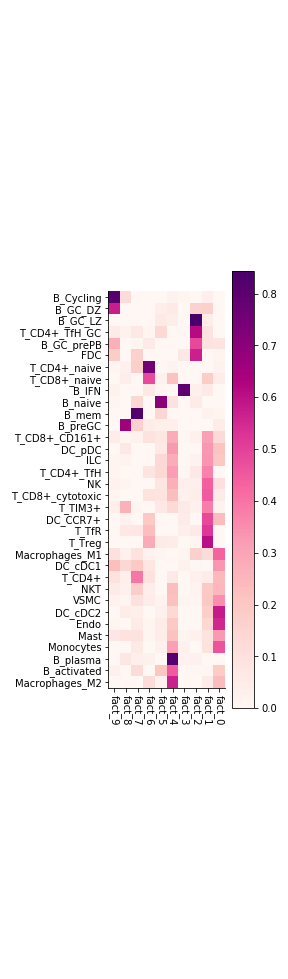 B_Cycling
B_GC_DZ
B_GC_LZ
T_CD4+_TfH_GC
B_GC_prePB
FDC
T_CD4+_naive
T_CD8+_naive
B_IFN
B_naive
B_mem
B_preGC
T_CD8+_CD161+
DC_pDC
ILC
T_CD4+_TfH
NK
T_CD8+_cytotoxic
T_TIM3+
DC_CCR7+
T_TfR
T_Treg
Macrophages_M1
DC_cDC1
T_CD4+
NKT
VSMC
DC_cDC2
Endo
Mast
Monocytes
B_plasma
B_activated
Macrophages_M2
fact_9
fact_8
fact_7
fact_6
fact_5
fact_4
fact_3
fact_2
fact_1
fact_0
0.8
0.7
0.6
0.5
0.4
0.3
0.2
0.1
0.0